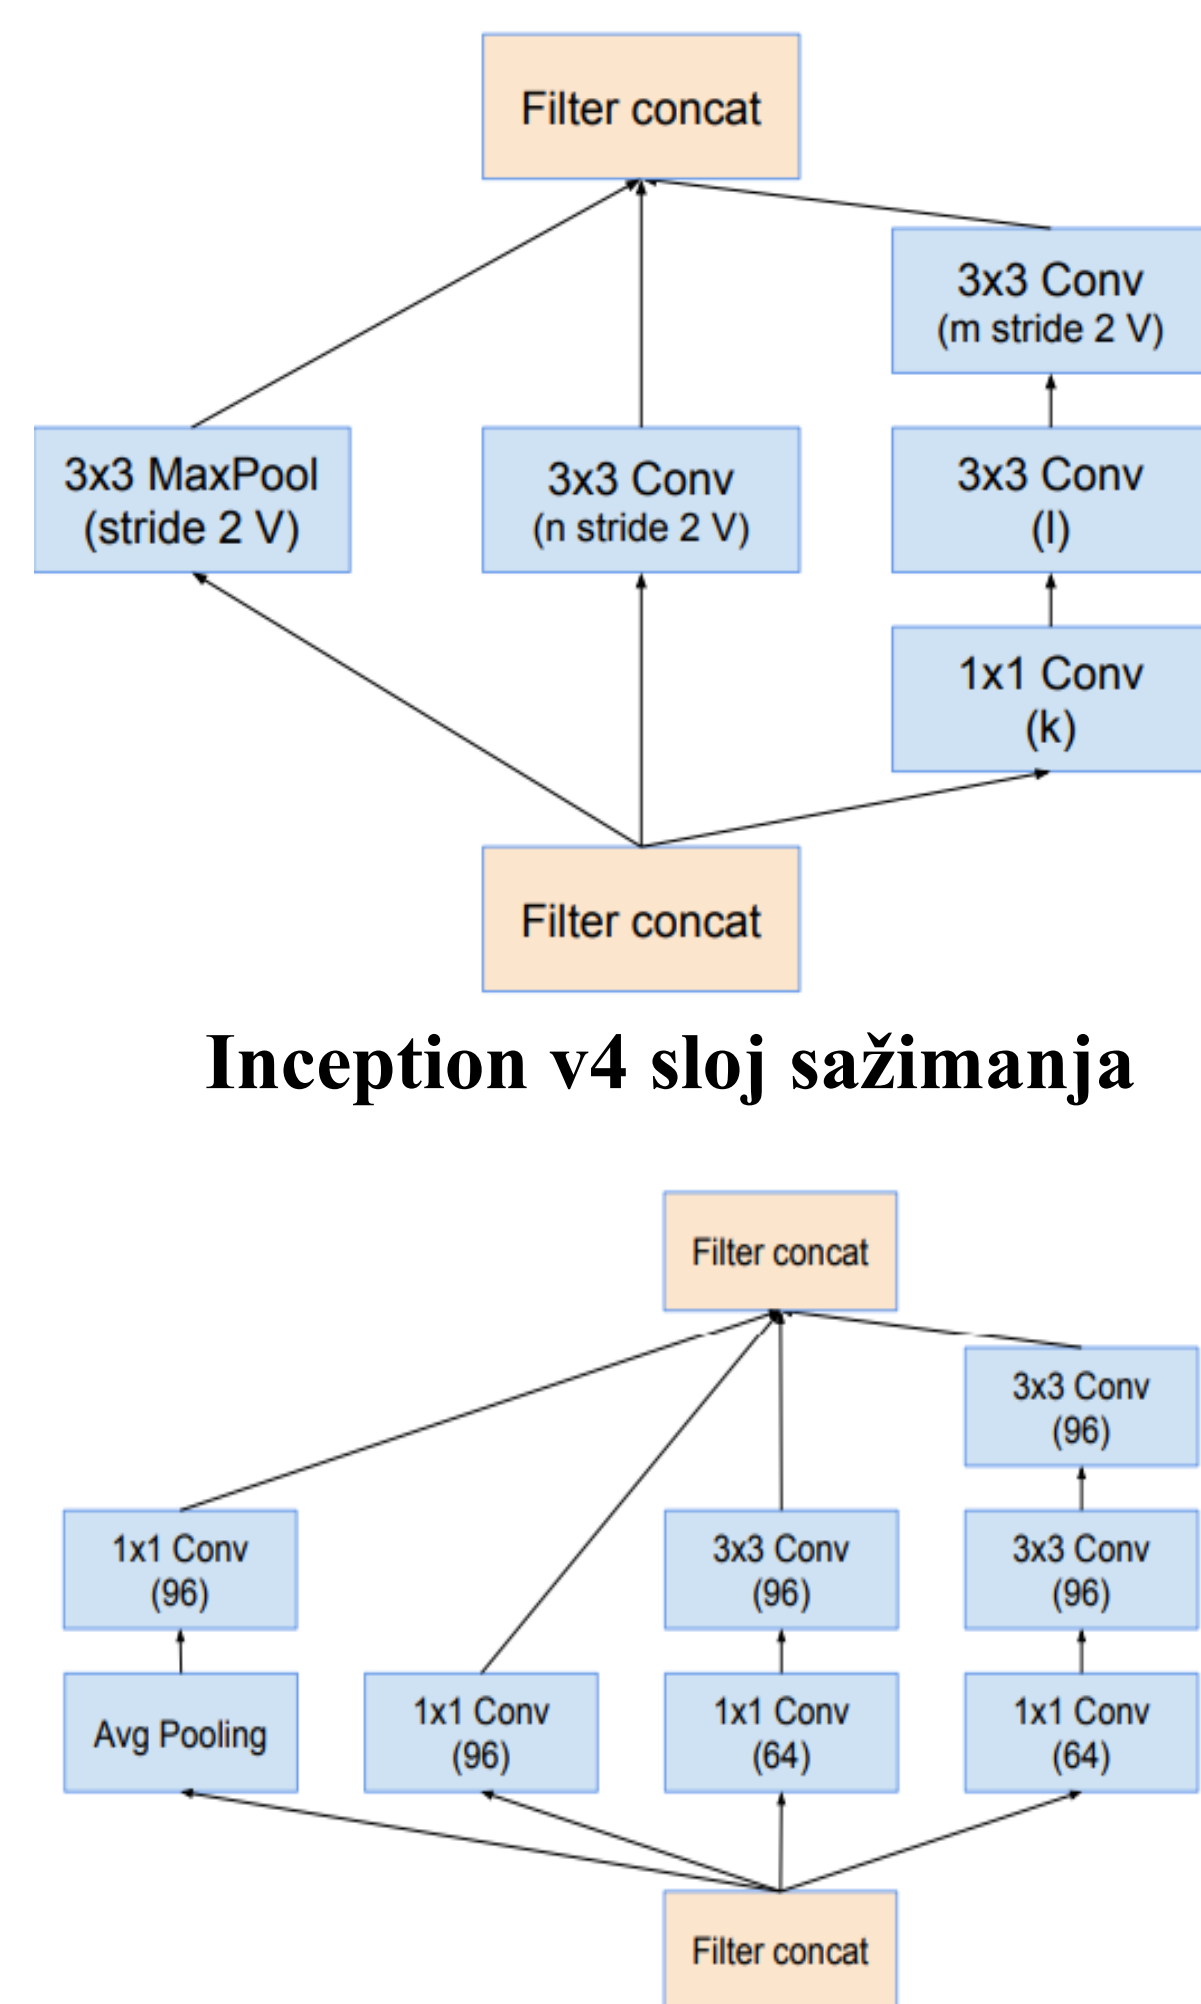 Filter concat
3x3 Conv
(m stride 2 V)
3x3 MaxPool
(stride 2 V)
3x3 Conv
(n stride 2 V)
3x3 Conv
(l)
1x1 Conv
(k)
Filter concat
Inception v4 sloj sažimanja
Filter concat
3x3 Conv
(96)
1x1 Conv
(96)
3x3 Conv
(96)
3x3 Conv
(96)
Avg Pooling
1x1 Conv
(96)
1x1 Conv
(64)
1x1 Conv
(64)
Filter concat